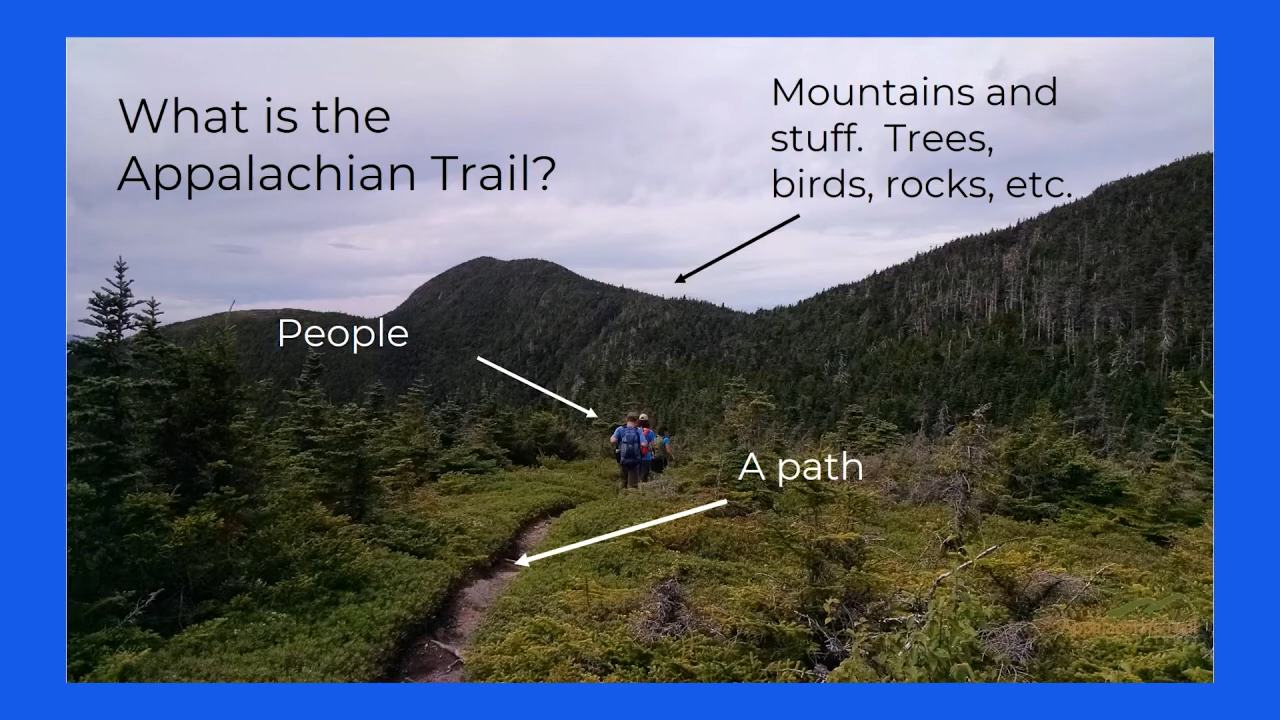 What is the
Appalachian Trail?
Mountains and
stuff.  Trees,
birds, rocks, etc.
People
A path